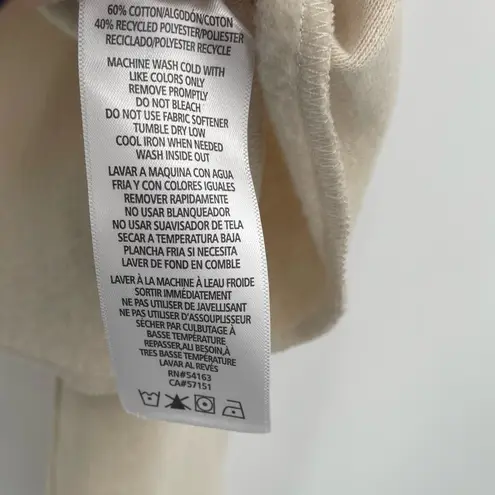 60% COTTON/ALGODÓN/COTON
40% RECYCLED POLYESTER/POLIESTER
RECICLADO/POLYESTER RECYCLE
MACHINE WASH COLD WITH
LIKE COLORS ONLY
REMOVE PROMPTLY
DO NOT BLEACH
DO NOT USE FABRIC SOFTENER
TUMBLE DRY LOW
COOL IRON WHEN NEEDED
WASH INSIDE OUT
LAVAR A MAQUINA CON AGUA
FRIA Y CON COLORES IGUALES
REMOVER RAPIDAMENTE
NO USAR BLANQUEADOR
NO USAR SUAVISADOR DE TELA
SECAR A TEMPERATURA BAJA
PLANCHA FRIA SI NECESITA
LAVER DE FOND EN COMBLE
LAVER À LA MACHINE À LEAU FROIDE
SORTIR IMMÉDIATEMENT
NE PAS UTILISER DE JAVELLISANT
NE PAS UTILISER D'ASSOUPLISSEUR
SÉCHER PAR CULBUTAGE À
BASSE TEMPÉRATURE
REPASSER,ALI BESOIN,À
TRES BASSE TEMPÉRATURE
LAVAR AL REVÉS
RN#54163
CA#57151